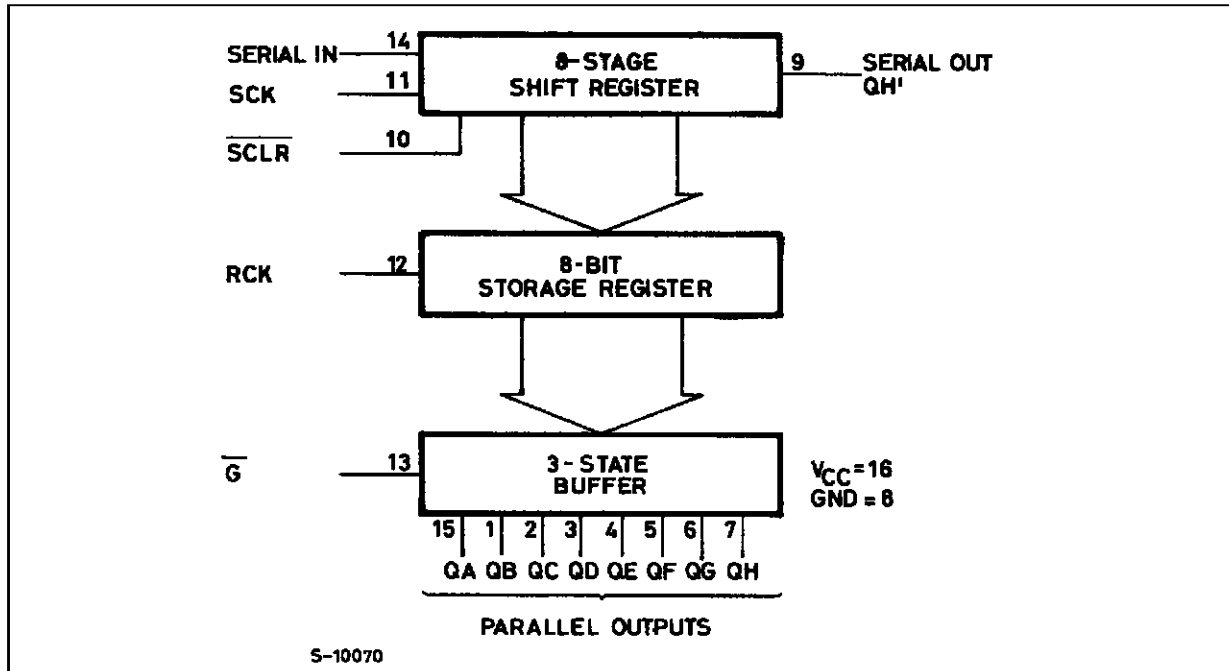 SERIAL IN
14
8-STAGE
SHIFT REGISTER
9
SERIAL OUT
QH'
SCK
11
SCLR
10
RCK
12
8-BIT
STORAGE REGISTER
G
13
3-STATE
BUFFER
VCC=16
GND=8
15 1 2 3 4 5 6 7
QA QB QC QD QE QF QG QH
PARALLEL OUTPUTS
S-10070